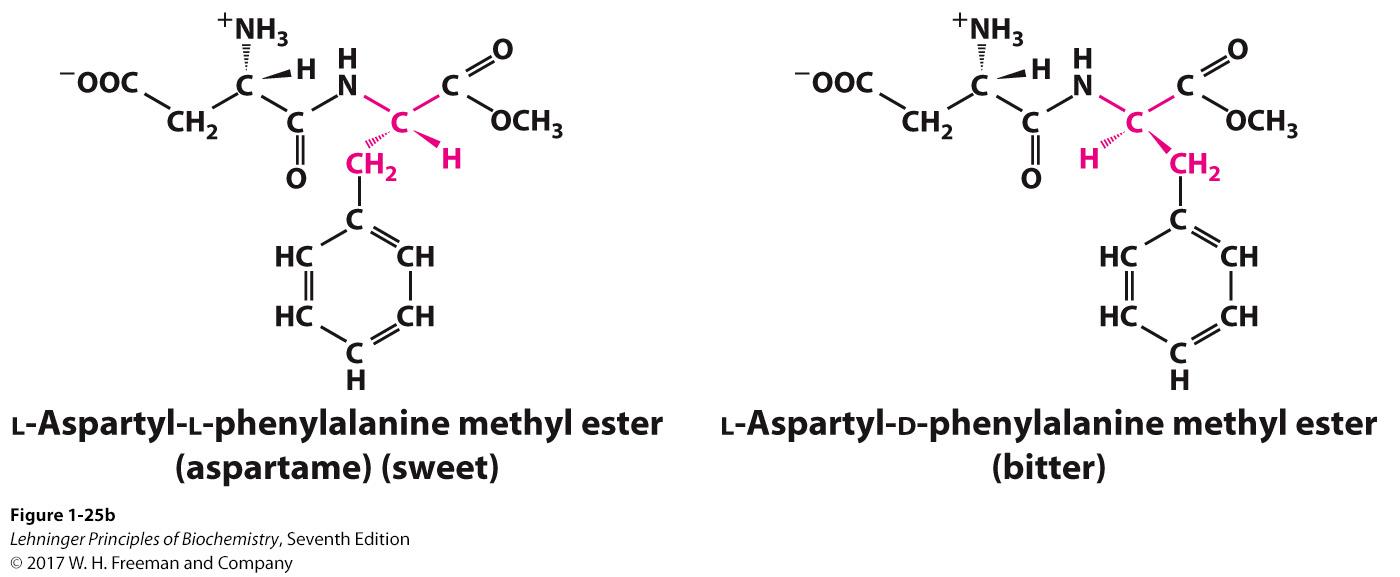 ⁺NH₃ ⁺NH₃
H O H O
⁻OOC C H N C ⁻OOC C H N C
CH₂ C C OCH₃ CH₂ C C OCH₃
O CH₂ H O H CH₂
C C
HC CH HC CH
HC CH HC CH
C C
H H
L-Aspartyl-L-phenylalanine methyl ester
(aspartame) (sweet)
L-Aspartyl-D-phenylalanine methyl ester
(bitter)
Figure 1-25b
Lehninger Principles of Biochemistry, Seventh Edition
© 2017 W. H. Freeman and Company